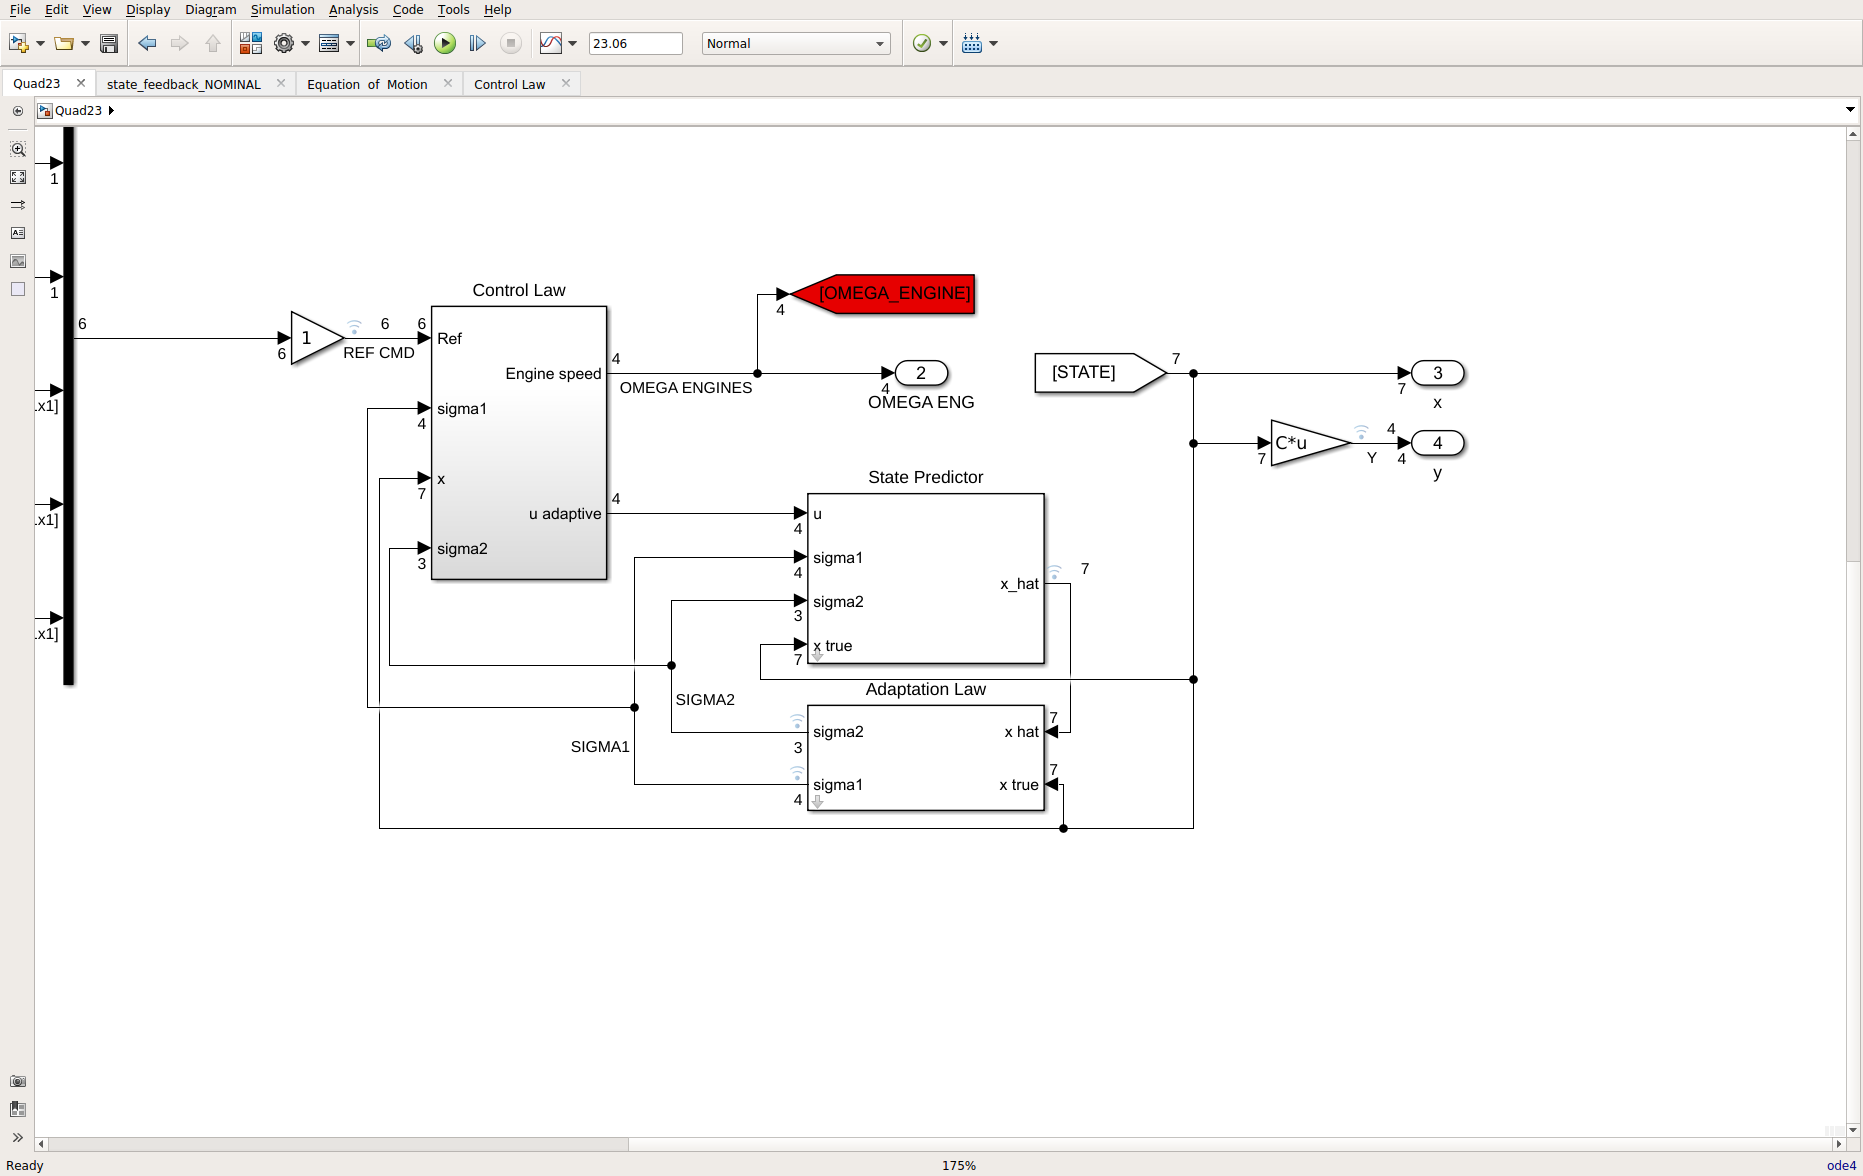 File Edit View Display Diagram Simulation Analysis Code Tools Help
23.06 Normal
Quad23 state_feedback_NOMINAL Equation of Motion Control Law
Quad23
1
1
.x1]
.x1]
.x1]
6
6
1
6
REF CMD
Control Law
6
Ref
Engine speed
4
OMEGA ENGINES
sigma1
4
x
7
u adaptive
4
sigma2
3
4
[OMEGA_ENGINE]
2
4
OMEGA ENG
[STATE]
7
3
7
x
7
C*u
4
Y
4
4
y
State Predictor
u
4
sigma1
4
sigma2
3
x true
7
x_hat
7
Adaptation Law
SIGMA2
sigma2
3
x hat
7
SIGMA1
sigma1
4
x true
7
Ready
175%
ode4